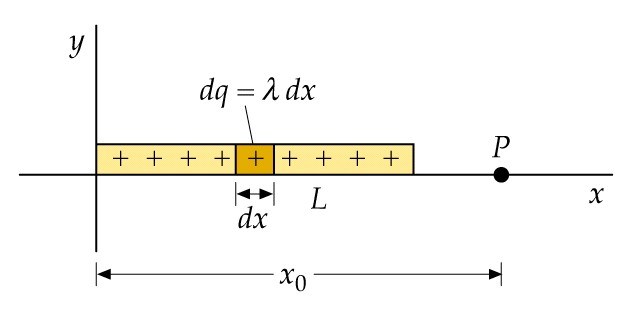 y
dq = λ dx
+ + + + + + + + +
P
x
L
dx
x₀